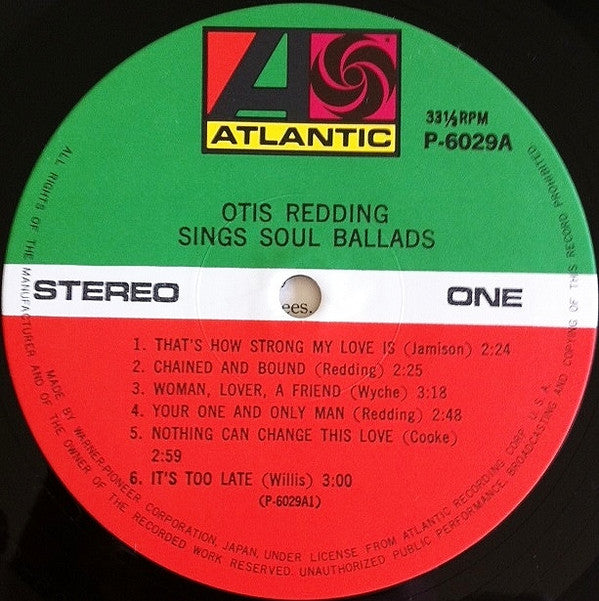 ATLANTIC
33⅓ RPM
P-6029A
OTIS REDDING
SINGS SOUL BALLADS
STEREO
ONE
ees.
1. THAT'S HOW STRONG MY LOVE IS (Jamison) 2:24
2. CHAINED AND BOUND (Redding) 2:25
3. WOMAN, LOVER, A FRIEND (Wyche) 3:18
4. YOUR ONE AND ONLY MAN (Redding) 2:48
5. NOTHING CAN CHANGE THIS LOVE (Cooke)
2:59
6. IT'S TOO LATE (Willis) 3:00
(P-6029A1)
MADE BY WARNER-PIONEER CORPORATION, JAPAN, UNDER LICENSE FROM ATLANTIC RECORDING CORP., U.S.A.
ALL RIGHTS OF THE MANUFACTURER AND OF THE OWNER OF THE RECORDED WORK RESERVED. UNAUTHORIZED PUBLIC PERFORMANCE, BROADCASTING AND COPYING OF THIS RECORD PROHIBITED